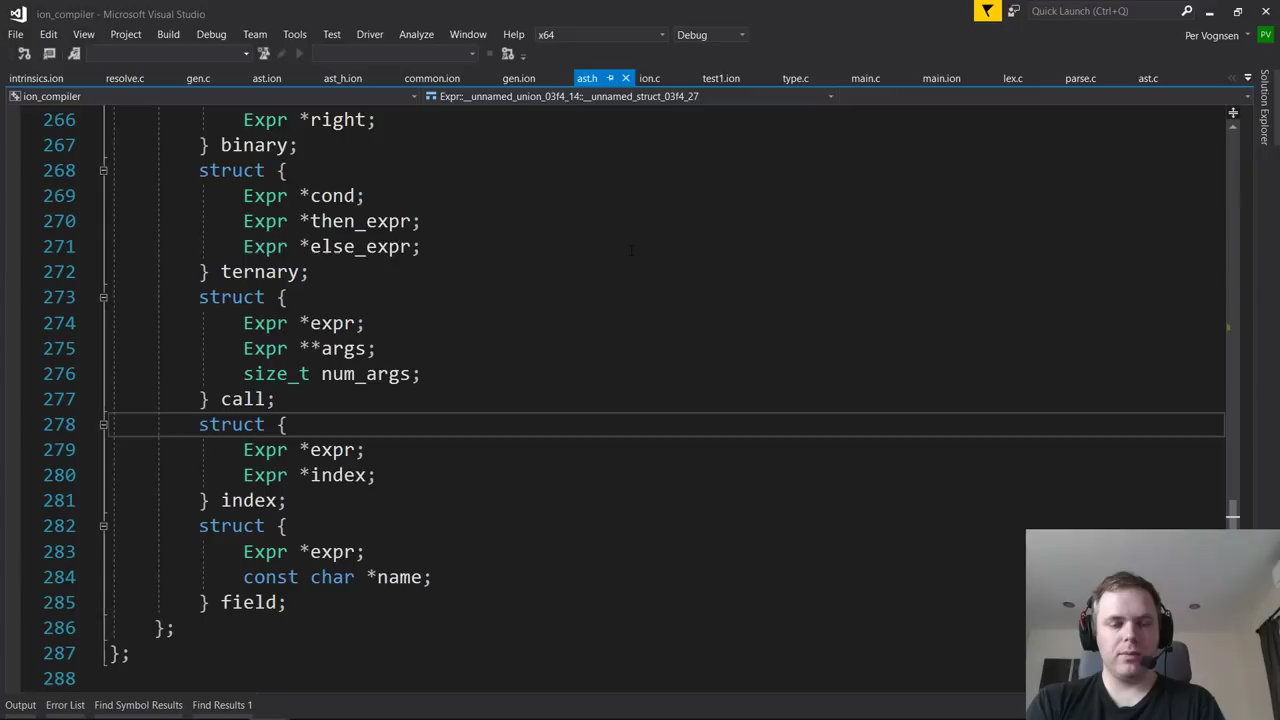 ion_compiler - Microsoft Visual Studio
Quick Launch (Ctrl+Q)
File Edit View Project Build Debug Team Tools Test Driver Analyze Window Help x64 Debug
Per Vognsen PV
intrinsics.ion resolve.c gen.c ast.ion ast_h.ion common.ion gen.ion ast.h ion.c test1.ion type.c main.c main.ion lex.c parse.c ast.c
ion_compiler Expr::__unnamed_union_03f4_14::__unnamed_struct_03f4_27
Solution Explorer
266 Expr *right;
267 } binary;
268 struct {
269 Expr *cond;
270 Expr *then_expr;
271 Expr *else_expr;
272 } ternary;
273 struct {
274 Expr *expr;
275 Expr **args;
276 size_t num_args;
277 } call;
278 struct {
279 Expr *expr;
280 Expr *index;
281 } index;
282 struct {
283 Expr *expr;
284 const char *name;
285 } field;
286 };
287 };
288
Output Error List Find Symbol Results Find Results 1